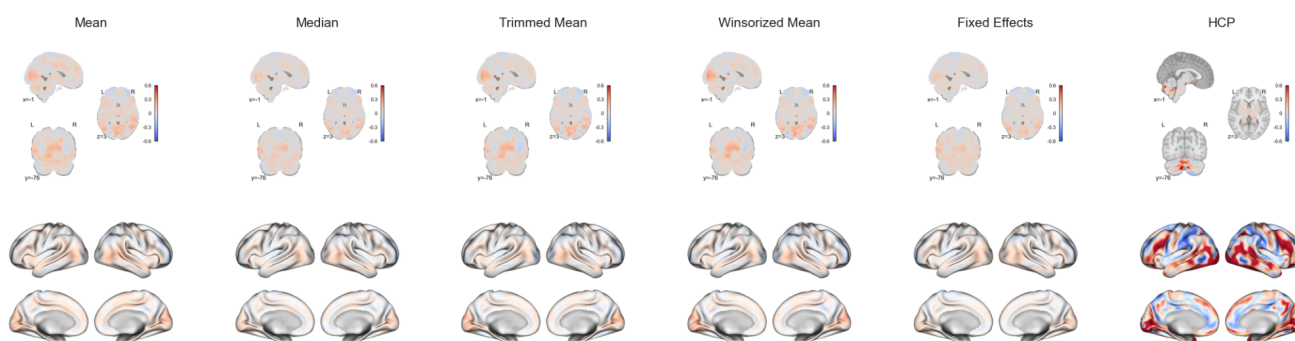 Mean
L R
0.6
0.3
0
-0.3
-0.6
x=-1
z=3
L R
y=-76
Median
L R
0.6
0.3
0
-0.3
-0.6
x=-1
z=3
L R
y=-76
Trimmed Mean
L R
0.6
0.3
0
-0.3
-0.6
x=-1
z=3
L R
y=-76
Winsorized Mean
L R
0.6
0.3
0
-0.3
-0.6
x=-1
z=3
L R
y=-76
Fixed Effects
L R
0.6
0.3
0
-0.3
-0.6
x=-1
z=3
L R
y=-76
HCP
L R
0.6
0.3
0
-0.3
-0.6
x=-1
z=3
L R
y=-76